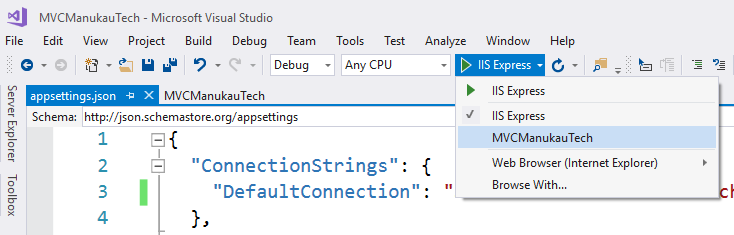 MVCManukauTech - Microsoft Visual Studio
File Edit View Project Build Debug Team Tools Test Analyze Window Help
Debug Any CPU IIS Express
IIS Express
IIS Express
MVCManukauTech
Web Browser (Internet Explorer)
Browse With...
Server Explorer
Toolbox
appsettings.json MVCManukauTech
Schema: http://json.schemastore.org/appsettings
1 {
2 "ConnectionStrings": {
3 "DefaultConnection": "
4 },